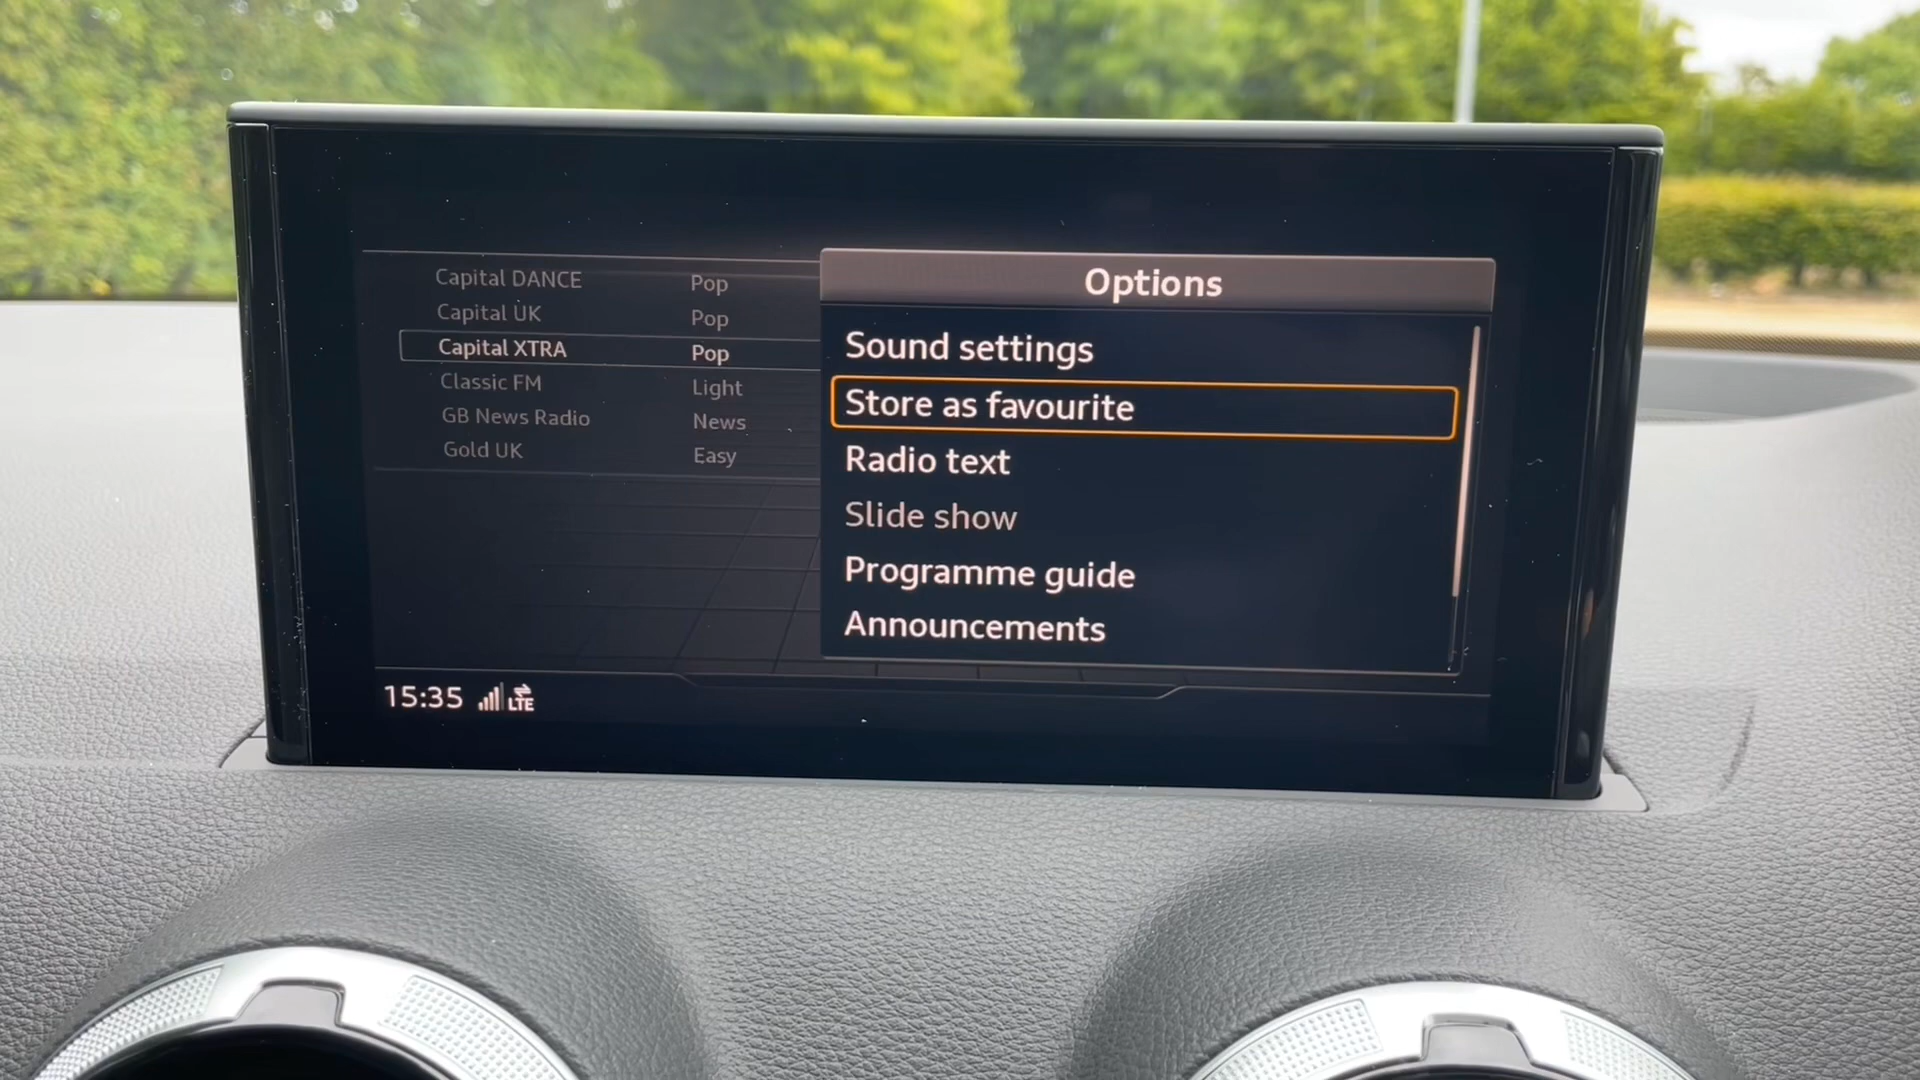 Capital DANCE Pop
Capital UK Pop
Capital XTRA Pop
Classic FM Light
GB News Radio News
Gold UK Easy
Options
Sound settings
Store as favourite
Radio text
Slide show
Programme guide
Announcements
15:35 LTE